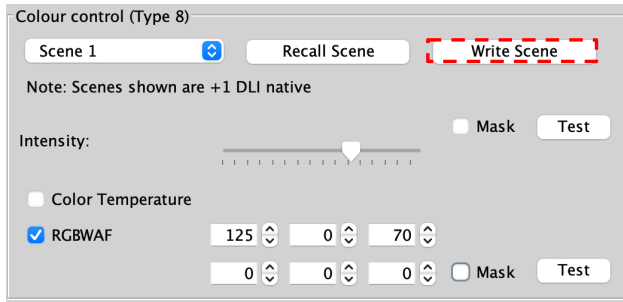 Colour control (Type 8)
Scene 1 Recall Scene Write Scene
Note: Scenes shown are +1 DLI native
Mask Test
Intensity:
Color Temperature
RGBWAF 125 0 70
0 0 0 Mask Test